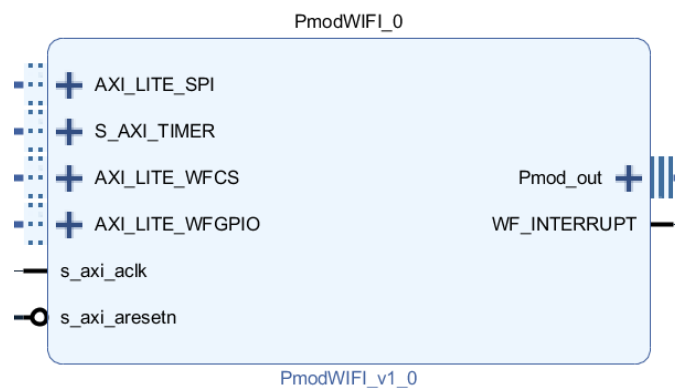 PmodWIFI_0
AXI_LITE_SPI
S_AXI_TIMER
AXI_LITE_WFCS
Pmod_out
AXI_LITE_WFGPIO
WF_INTERRUPT
s_axi_aclk
s_axi_aresetn
PmodWIFI_v1_0